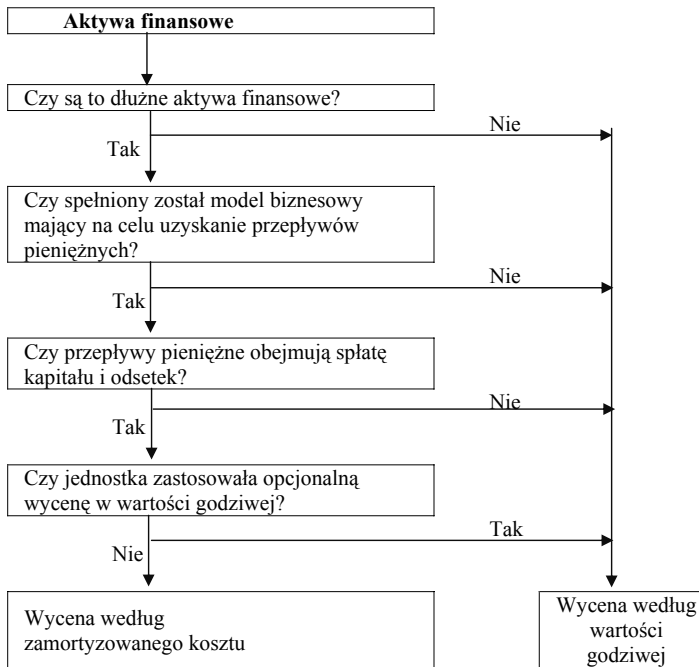 Aktywa finansowe
Czy są to dłużne aktywa finansowe?
Nie
Tak
Czy spełniony został model biznesowy
mający na celu uzyskanie przepływów
pieniężnych?
Nie
Tak
Czy przepływy pieniężne obejmują spłatę
kapitału i odsetek?
Nie
Tak
Czy jednostka zastosowała opcjonalną
wycenę w wartości godziwej?
Tak
Nie
Wycena według
zamortyzowanego kosztu
Wycena według
wartości
godziwej